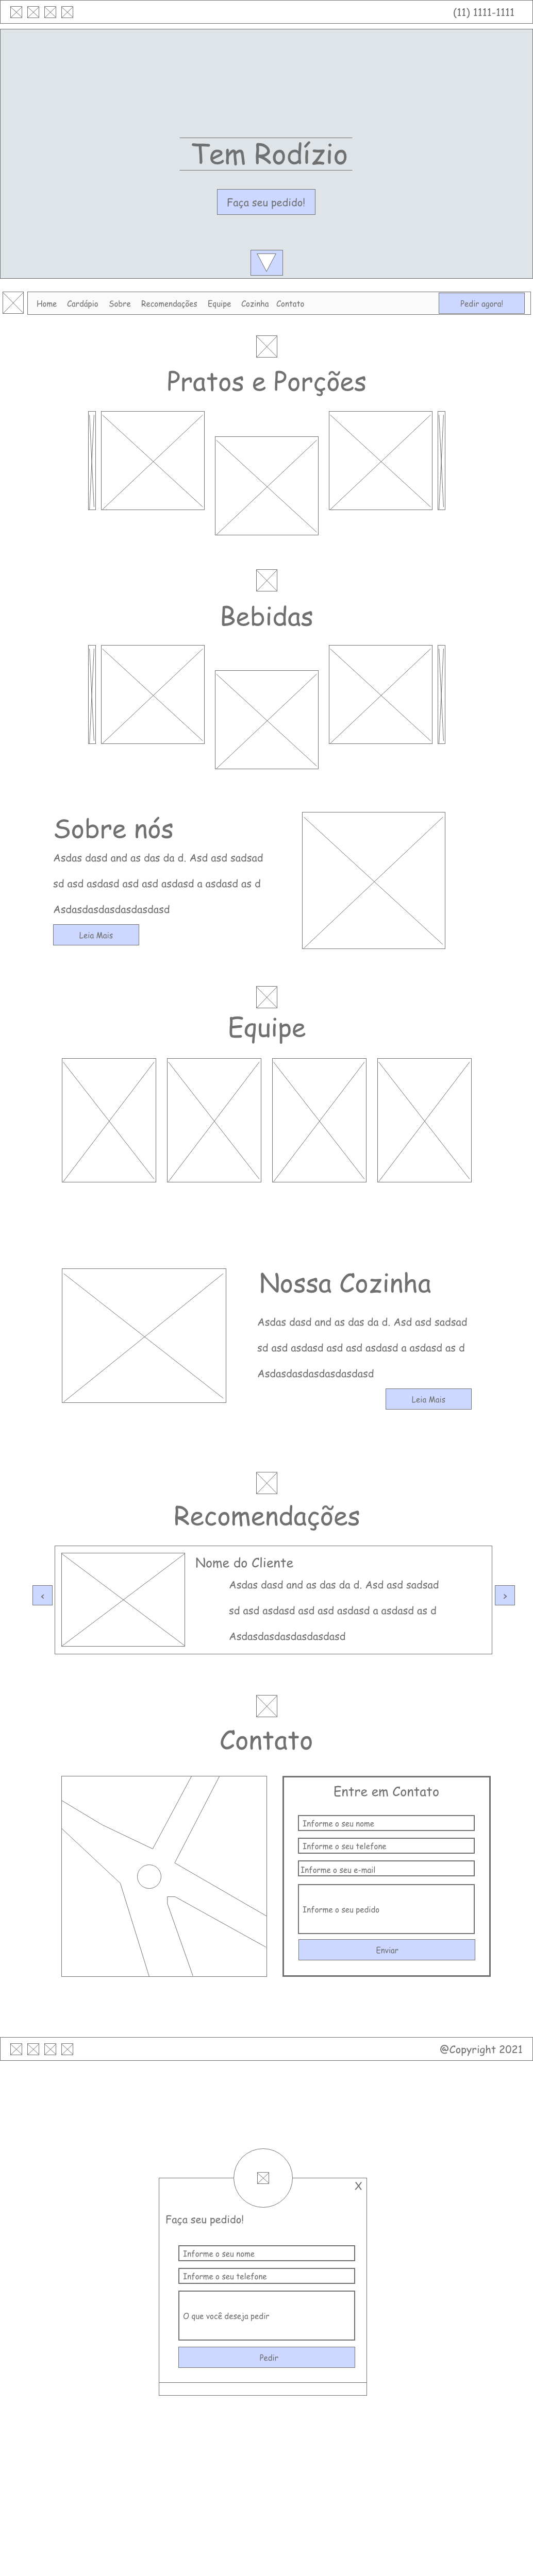 (11) 1111-1111
Tem Rodízio
Faça seu pedido!
Home Cardápio Sobre Recomendações Equipe Cozinha Contato Pedir agora!
Pratos e Porções
Bebidas
Sobre nós
Asdas dasd and as das da d. Asd asd sadsad
sd asd asdasd asd asd asdasd a asdasd as d
Asdasdasdasdasdasdasd
Leia Mais
Equipe
Nossa Cozinha
Asdas dasd and as das da d. Asd asd sadsad
sd asd asdasd asd asd asdasd a asdasd as d
Asdasdasdasdasdasdasd
Leia Mais
Recomendações
Nome do Cliente
Asdas dasd and as das da d. Asd asd sadsad
< >
sd asd asdasd asd asd asdasd a asdasd as d
Asdasdasdasdasdasdasd
Contato
Entre em Contato
Informe o seu nome
Informe o seu telefone
Informe o seu e-mail
Informe o seu pedido
Enviar
@Copyright 2021
X
Faça seu pedido!
Informe o seu nome
Informe o seu telefone
O que você deseja pedir
Pedir